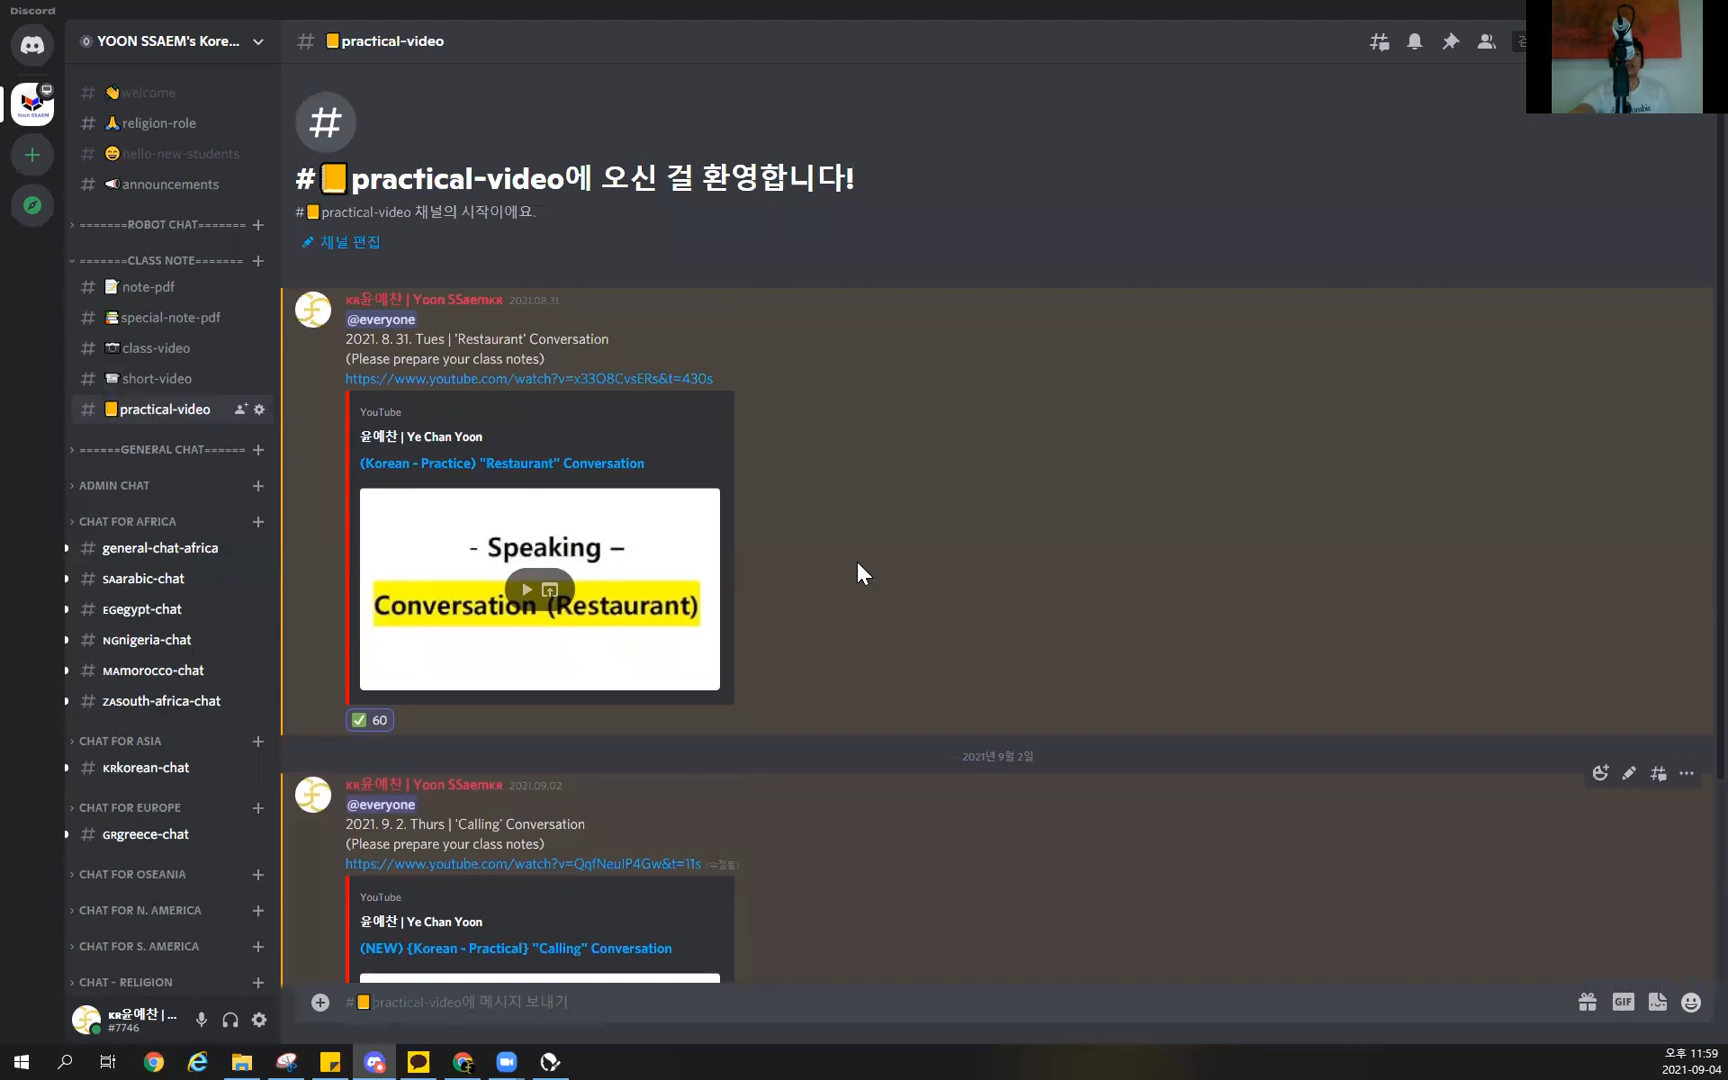 Discord
YOON SSAEM's Kore...
practical-video
welcome
religion-role
hello-new-students
announcements
=======ROBOT CHAT=======
=======CLASS NOTE=======
note-pdf
special-note-pdf
class-video
short-video
practical-video
======GENERAL CHAT======
ADMIN CHAT
CHAT FOR AFRICA
general-chat-africa
SAarabic-chat
EGegypt-chat
NGnigeria-chat
MAmorocco-chat
ZAsouth-africa-chat
CHAT FOR ASIA
KRkorean-chat
CHAT FOR EUROPE
GRgreece-chat
CHAT FOR OSEANIA
CHAT FOR N. AMERICA
CHAT FOR S. AMERICA
CHAT - RELIGION
KR윤예찬 | ...
#7746
#practical-video에 오신 걸 환영합니다!
#practical-video 채널의 시작이에요.
채널 편집
KR윤예찬 | Yoon SSaemKR 2021.08.31
@everyone
2021. 8. 31. Tues | 'Restaurant' Conversation
(Please prepare your class notes)
https://www.youtube.com/watch?v=x33O8CvsERs&t=430s
YouTube
윤예찬 | Ye Chan Yoon
(Korean - Practice) "Restaurant" Conversation
- Speaking –
Conversation (Restaurant)
60
2021년 9월 2일
KR윤예찬 | Yoon SSaemKR 2021.09.02
@everyone
2021. 9. 2. Thurs | 'Calling' Conversation
(Please prepare your class notes)
https://www.youtube.com/watch?v=QqfNeuIP4Gw&t=11s (수정됨)
YouTube
윤예찬 | Ye Chan Yoon
(NEW) {Korean - Practical} "Calling" Conversation
#practical-video에 메시지 보내기
GIF
오후 11:59
2021-09-04